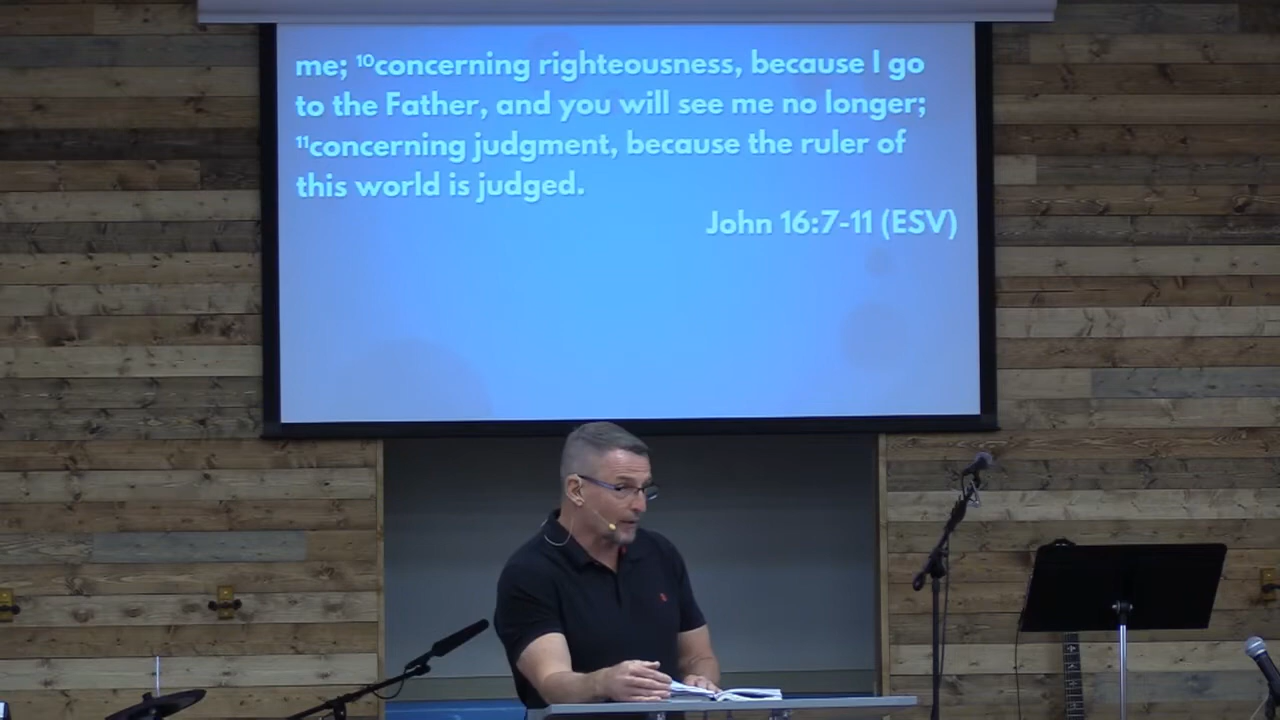 me; ¹⁰concerning righteousness, because I go
to the Father, and you will see me no longer;
¹¹concerning judgment, because the ruler of
this world is judged.
John 16:7-11 (ESV)